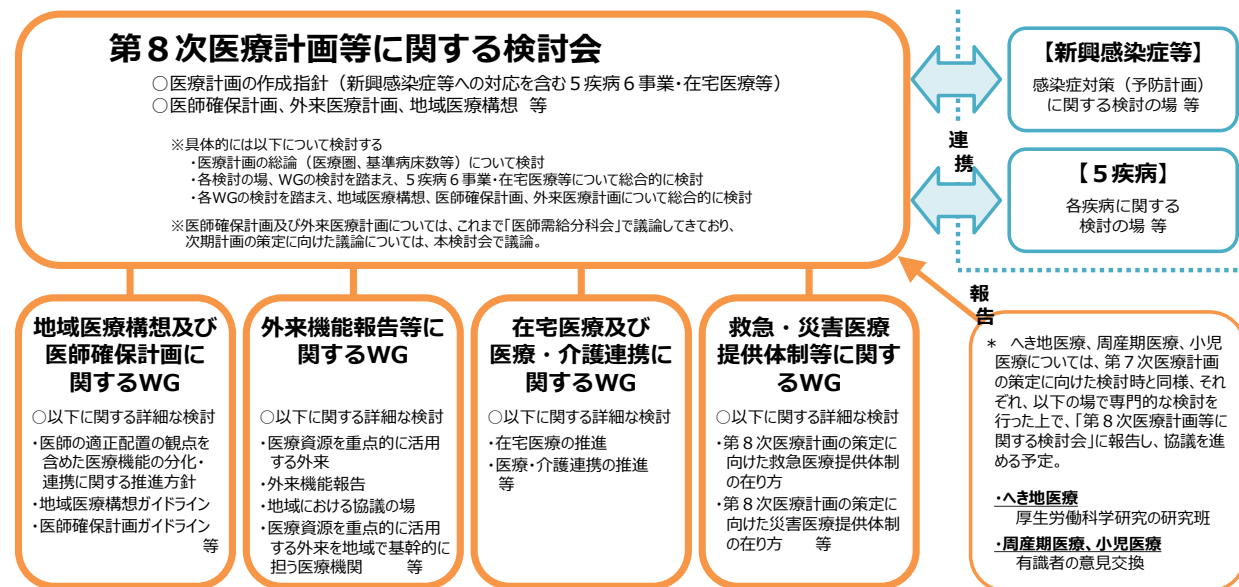 第８次医療計画等に関する検討会
○医療計画の作成指針（新興感染症等への対応を含む５疾病６事業・在宅医療等）
○医師確保計画、外来医療計画、地域医療構想 等
※具体的には以下について検討する
・医療計画の総論（医療圏、基準病床数等）について検討
・各検討の場、WGの検討を踏まえ、５疾病６事業・在宅医療等について総合的に検討
・各WGの検討を踏まえ、地域医療構想、医師確保計画、外来医療計画について総合的に検討
※医師確保計画及び外来医療計画については、これまで「医師需給分科会」で議論してきており、
次期計画の策定に向けた議論については、本検討会で議論。
連
携
【新興感染症等】
感染症対策（予防計画）
に関する検討の場 等
【５疾病】
各疾病に関する
検討の場 等
報
告
地域医療構想及び
医師確保計画に
関するWG
○以下に関する詳細な検討
・医師の適正配置の観点を
含めた医療機能の分化・
連携に関する推進方針
・地域医療構想ガイドライン
・医師確保計画ガイドライン
等
外来機能報告等に
関するWG
○以下に関する詳細な検討
・医療資源を重点的に活用
する外来
・外来機能報告
・地域における協議の場
・医療資源を重点的に活用
する外来を地域で基幹的に
担う医療機関 等
在宅医療及び
医療・介護連携に
関するWG
○以下に関する詳細な検討
・在宅医療の推進
・医療・介護連携の推進
等
救急・災害医療
提供体制等に関す
るWG
○以下に関する詳細な検討
・第８次医療計画の策定に
向けた救急医療提供体制
の在り方
・第８次医療計画の策定に
向けた災害医療提供体制
の在り方 等
＊ へき地医療、周産期医療、小児
医療については、第７次医療計画
の策定に向けた検討時と同様、それ
ぞれ、以下の場で専門的な検討を
行った上で、「第８次医療計画等に
関する検討会」に報告し、協議を進
める予定。
・へき地医療
厚生労働科学研究の研究班
・周産期医療、小児医療
有識者の意見交換